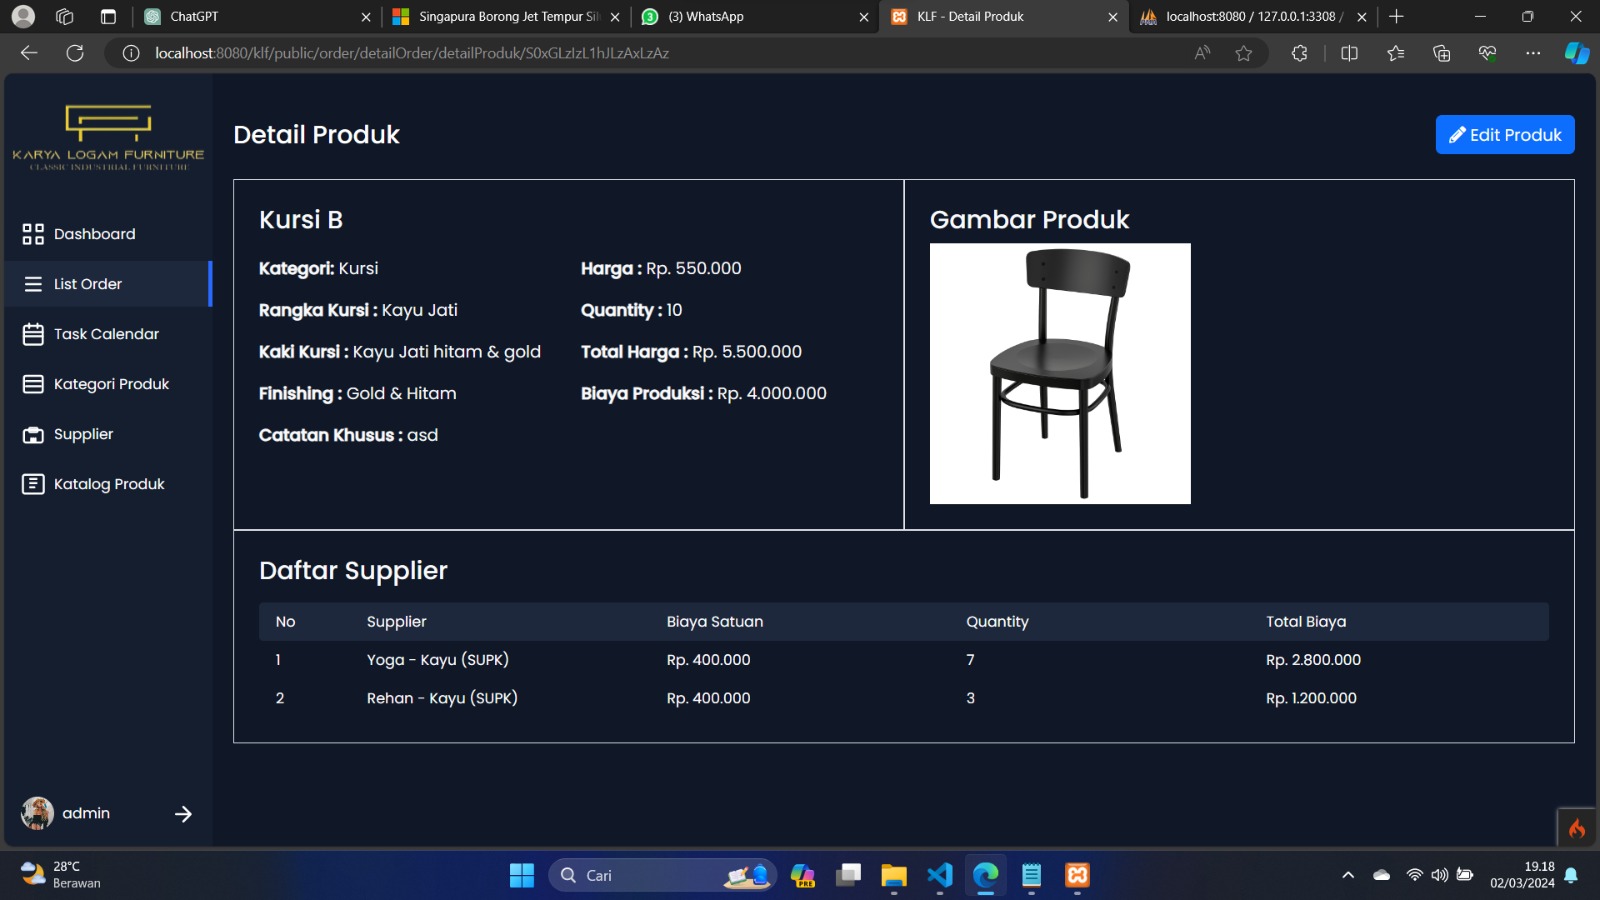 ChatGPT
Singapura Borong Jet Tempur Sil
(3) WhatsApp
KLF - Detail Produk
localhost:8080 / 127.0.0.1:3308 /
localhost:8080/klf/public/order/detailOrder/detailProduk/S0xGLzIzL1hJLzAxLzAz
KARYA LOGAM FURNITURE
CLASSIC INDUSTRIAL FURNITURE
Dashboard
List Order
Task Calendar
Kategori Produk
Supplier
Katalog Produk
admin
Detail Produk
Edit Produk
Kursi B
Kategori: Kursi
Rangka Kursi : Kayu Jati
Kaki Kursi : Kayu Jati hitam & gold
Finishing : Gold & Hitam
Catatan Khusus : asd
Harga : Rp. 550.000
Quantity : 10
Total Harga : Rp. 5.500.000
Biaya Produksi : Rp. 4.000.000
Gambar Produk
Daftar Supplier
No Supplier Biaya Satuan Quantity Total Biaya
1 Yoga - Kayu (SUPK) Rp. 400.000 7 Rp. 2.800.000
2 Rehan - Kayu (SUPK) Rp. 400.000 3 Rp. 1.200.000
28°C
Berawan
Cari
PRE
19.18
02/03/2024